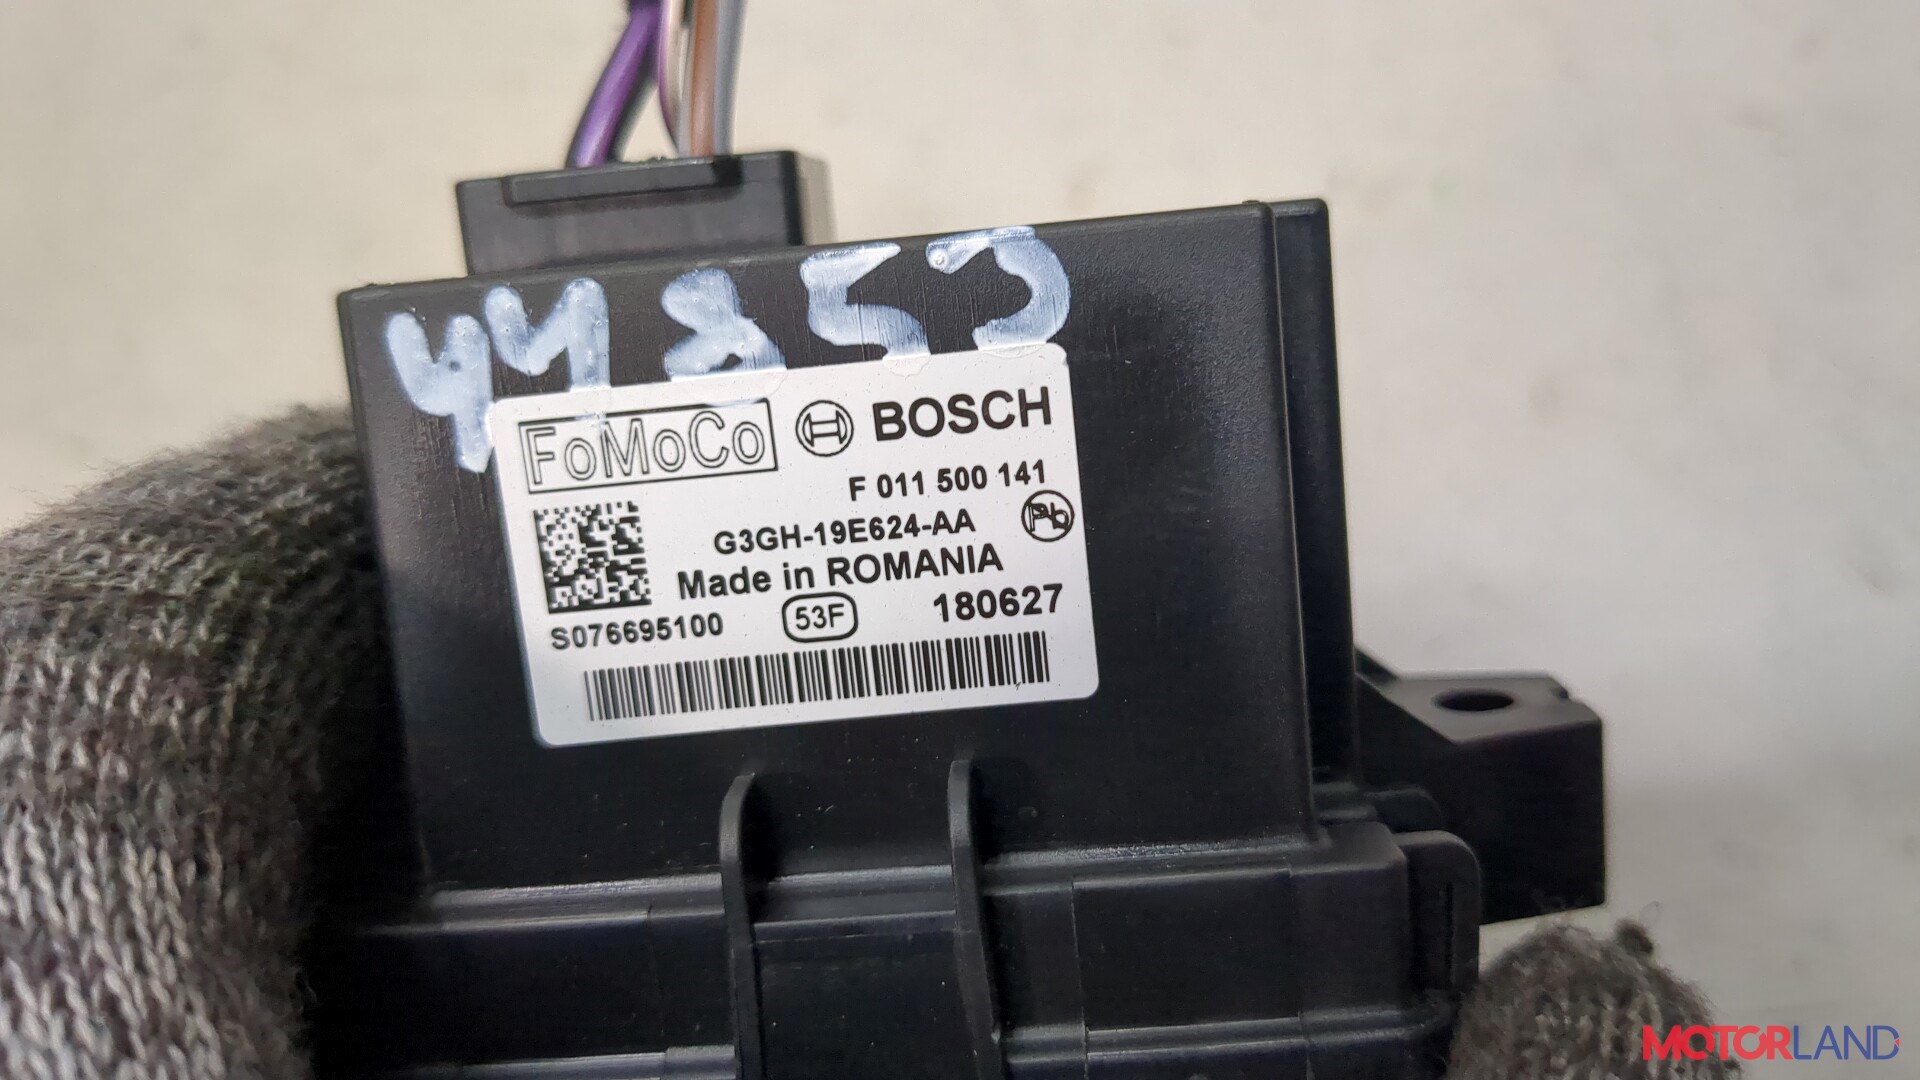 44853
FoMoCo BOSCH
F 011 500 141
G3GH-19E624-AA Pb
Made in ROMANIA
S076695100 53F 180627
MOTORLAND